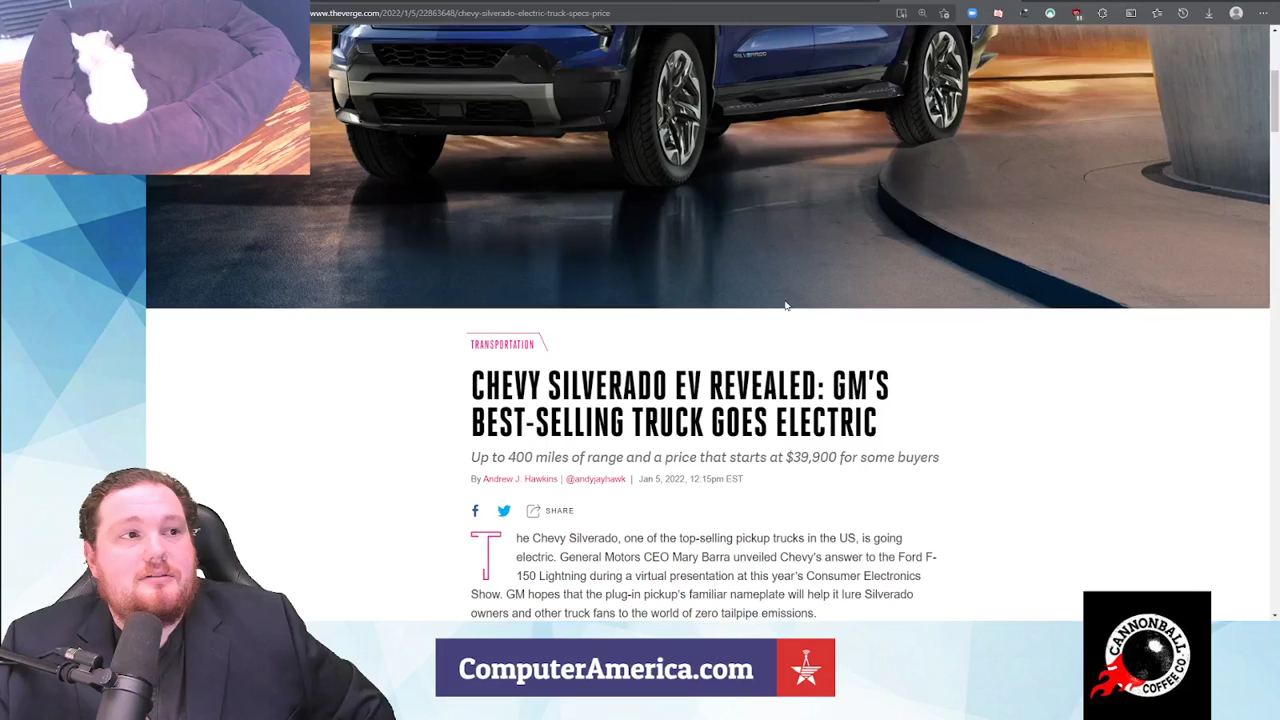 www.theverge.com/2022/1/5/22863648/chevy-silverado-electric-truck-specs-price
SILVERADO
TRANSPORTATION
CHEVY SILVERADO EV REVEALED: GM'S
BEST-SELLING TRUCK GOES ELECTRIC
Up to 400 miles of range and a price that starts at $39,900 for some buyers
By Andrew J. Hawkins | @andyjayhawk | Jan 5, 2022, 12:15pm EST
SHARE
The Chevy Silverado, one of the top-selling pickup trucks in the US, is going
electric. General Motors CEO Mary Barra unveiled Chevy's answer to the Ford F-
150 Lightning during a virtual presentation at this year's Consumer Electronics
Show. GM hopes that the plug-in pickup's familiar nameplate will help it lure Silverado
owners and other truck fans to the world of zero tailpipe emissions.
ComputerAmerica.com
CANNONBALL
COFFEE CO.